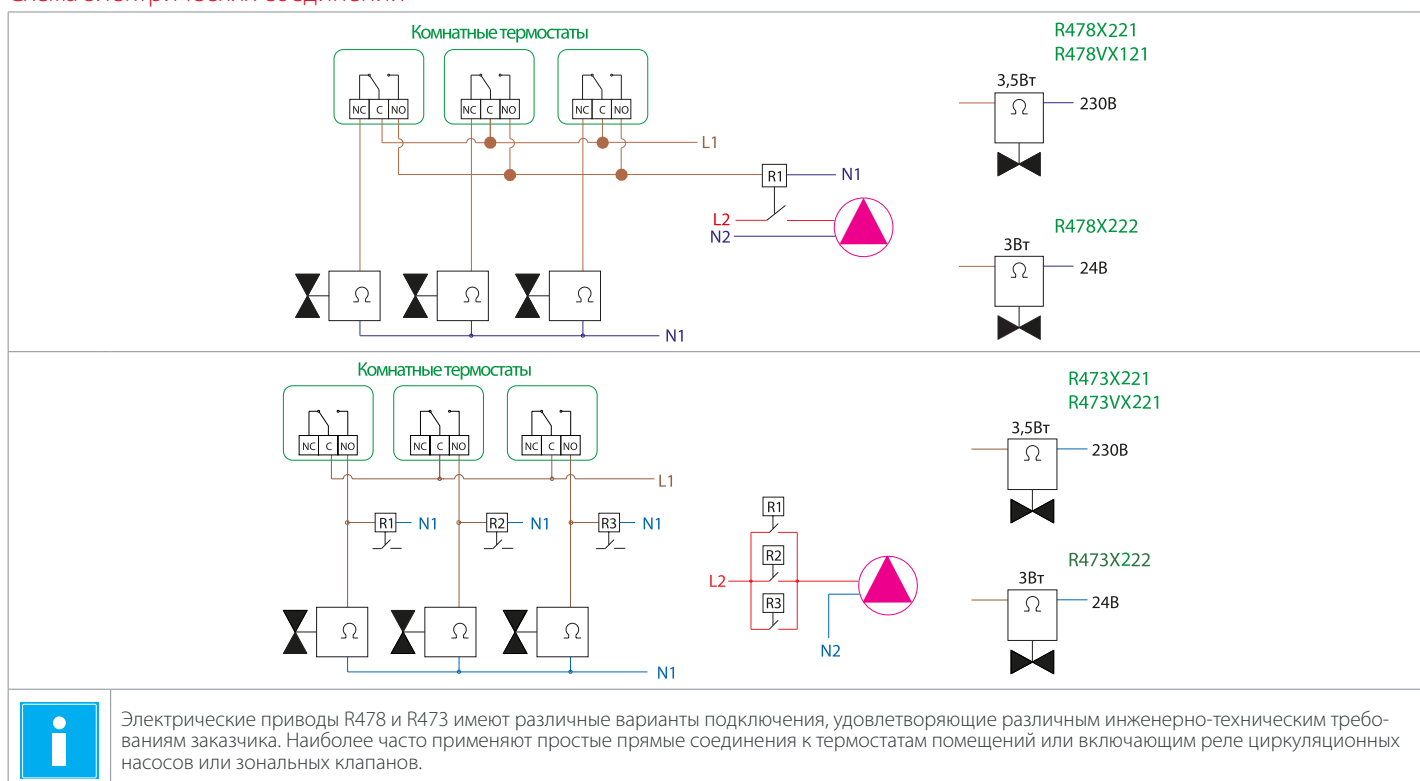 Комнатные термостаты
NC C NO
NC C NO
NC C NO
L1
R1
N1
L2
N2
N1
R478X221
R478VX121
3,5Вт
Ω
230В
R478X222
3Вт
Ω
24В
Ω
Ω
Ω
Комнатные термостаты
NC C NO
NC C NO
NC C NO
L1
R1
N1
R2
N1
R3
N1
Ω
Ω
Ω
N1
R1
R2
L2
R3
N2
R473X221
R473VX221
3,5Вт
Ω
230В
R473X222
3Вт
Ω
24В
i
Электрические приводы R478 и R473 имеют различные варианты подключения, удовлетворяющие различным инженерно-техническим требо-
ваниям заказчика. Наиболее часто применяют простые прямые соединения к термостатам помещений или включающим реле циркуляционных
насосов или зональных клапанов.